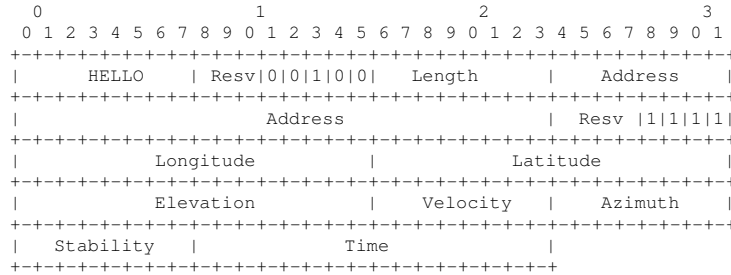 0                   1                   2                   3
0 1 2 3 4 5 6 7 8 9 0 1 2 3 4 5 6 7 8 9 0 1 2 3 4 5 6 7 8 9 0 1
+-+-+-+-+-+-+-+-+-+-+-+-+-+-+-+-+-+-+-+-+-+-+-+-+-+-+-+-+-+-+-+-+
|     HELLO     | Resv|0|0|1|0|0|    Length     |    Address    |
+-+-+-+-+-+-+-+-+-+-+-+-+-+-+-+-+-+-+-+-+-+-+-+-+-+-+-+-+-+-+-+-+
|                    Address                    |  Resv |1|1|1|1|
+-+-+-+-+-+-+-+-+-+-+-+-+-+-+-+-+-+-+-+-+-+-+-+-+-+-+-+-+-+-+-+-+
|           Longitude           |           Latitude            |
+-+-+-+-+-+-+-+-+-+-+-+-+-+-+-+-+-+-+-+-+-+-+-+-+-+-+-+-+-+-+-+-+
|           Elevation           |    Velocity   |    Azimuth    |
+-+-+-+-+-+-+-+-+-+-+-+-+-+-+-+-+-+-+-+-+-+-+-+-+-+-+-+-+-+-+-+-+
|   Stability   |             Time              |
+-+-+-+-+-+-+-+-+-+-+-+-+-+-+-+-+-+-+-+-+-+-+-+-+